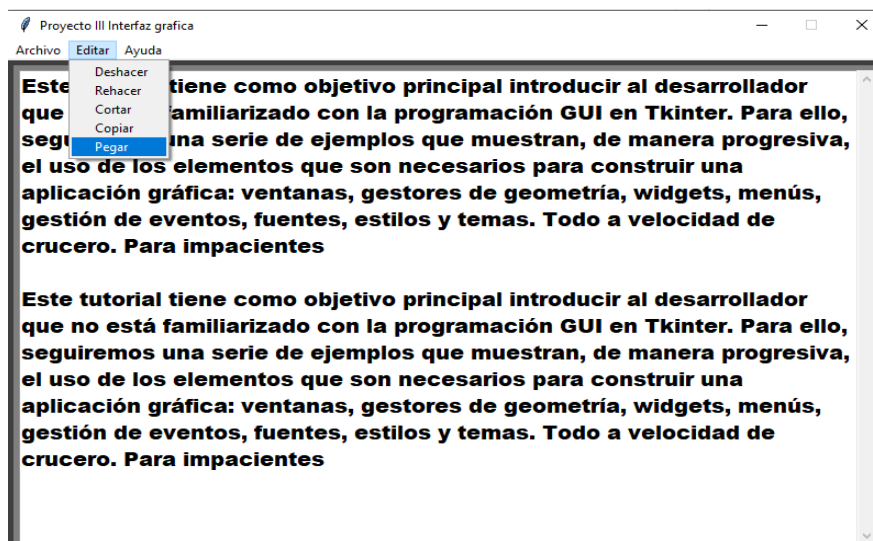 Proyecto III Interfaz grafica
Archivo Editar Ayuda
Deshacer
Rehacer
Cortar
Copiar
Pegar
Este tiene como objetivo principal introducir al desarrollador
que familiarizado con la programación GUI en Tkinter. Para ello,
una serie de ejemplos que muestran, de manera progresiva,
el uso de los elementos que son necesarios para construir una
aplicación gráfica: ventanas, gestores de geometría, widgets, menús,
gestión de eventos, fuentes, estilos y temas. Todo a velocidad de
crucero. Para impacientes
Este tutorial tiene como objetivo principal introducir al desarrollador
que no está familiarizado con la programación GUI en Tkinter. Para ello,
seguiremos una serie de ejemplos que muestran, de manera progresiva,
el uso de los elementos que son necesarios para construir una
aplicación gráfica: ventanas, gestores de geometría, widgets, menús,
gestión de eventos, fuentes, estilos y temas. Todo a velocidad de
crucero. Para impacientes